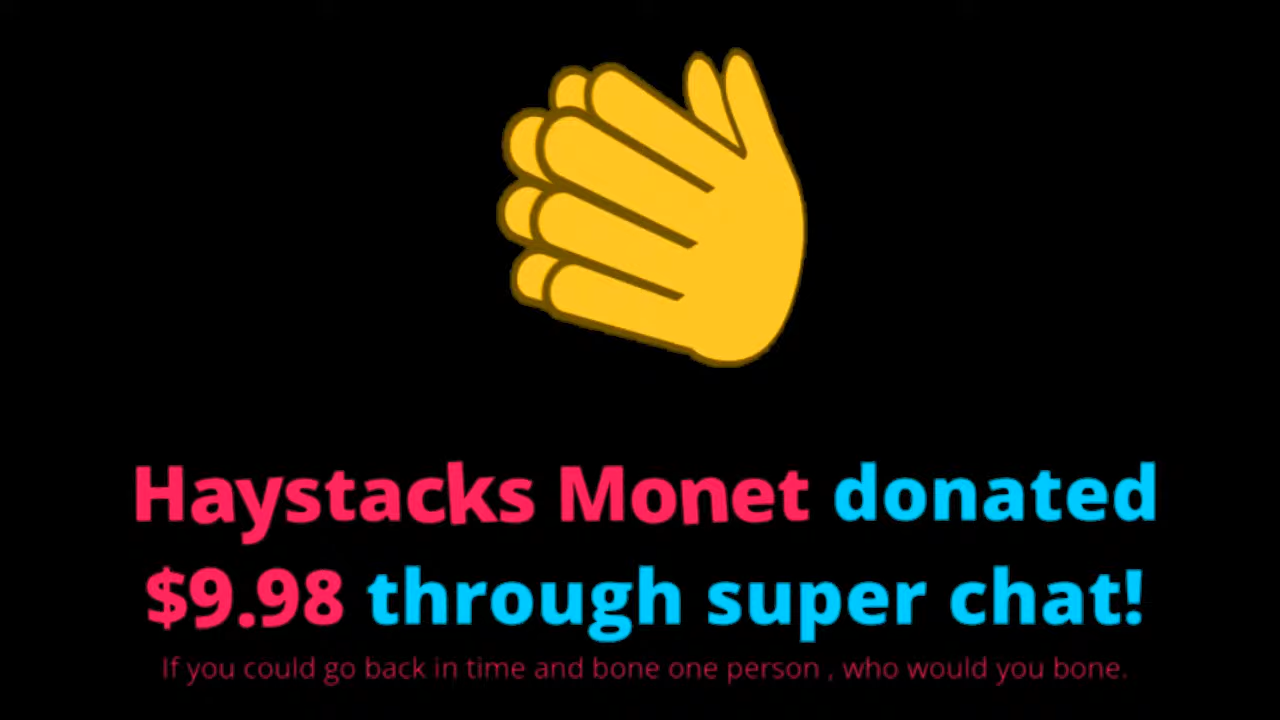 Haystacks Monet donated
$9.98 through super chat!
If you could go back in time and bone one person , who would you bone.